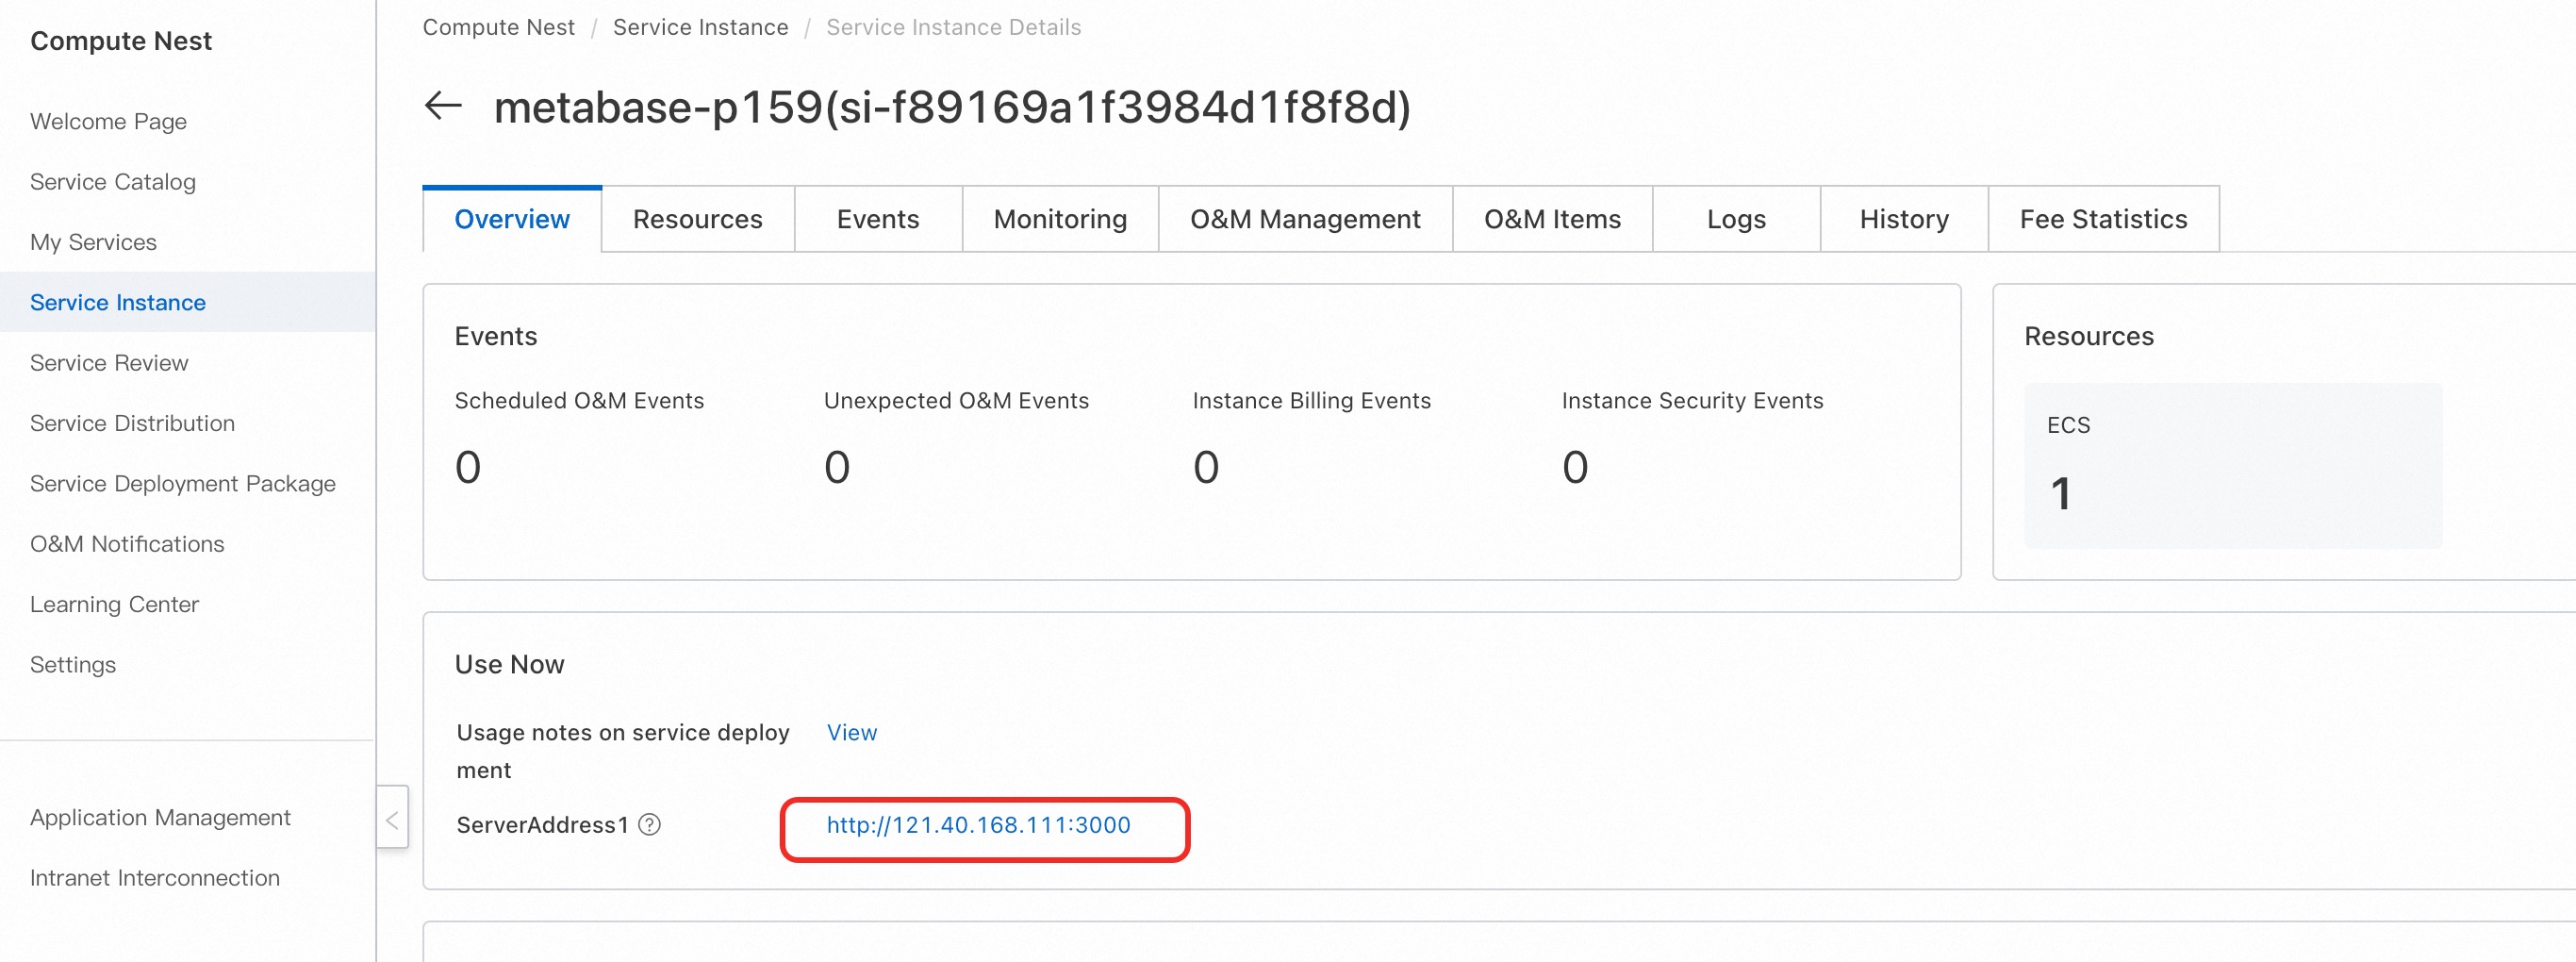 Compute Nest
Welcome Page
Service Catalog
My Services
Service Instance
Service Review
Service Distribution
Service Deployment Package
O&M Notifications
Learning Center
Settings
Application Management
Intranet Interconnection
Compute Nest / Service Instance / Service Instance Details
metabase-p159(si-f89169a1f3984d1f8f8d)
Overview Resources Events Monitoring O&M Management O&M Items Logs History Fee Statistics
Events
Scheduled O&M Events Unexpected O&M Events Instance Billing Events Instance Security Events
0 0 0 0
Resources
ECS
1
Use Now
Usage notes on service deploy View
ment
ServerAddress1 ? http://121.40.168.111:3000